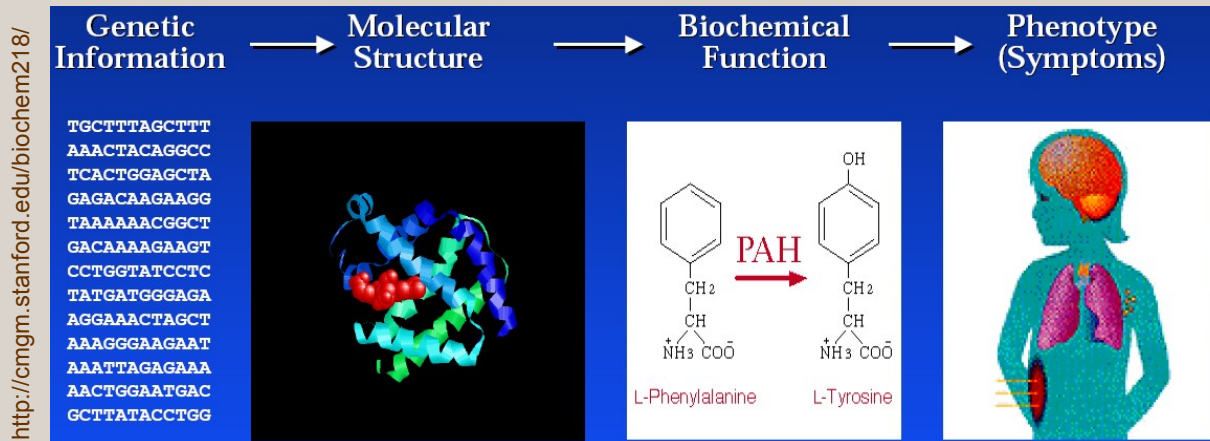 http://cmgm.stanford.edu/biochem218/
Genetic
Information
Molecular
Structure
Biochemical
Function
Phenotype
(Symptoms)
TGCTTTAGCTTT
AAACTACAGGCC
TCACTGGAGCTA
GAGACAAGAAGG
TAAAAAACGGCT
GACAAAAGAAGT
CCTGGTATCCTC
TATGATGGGAGA
AGGAAACTAGCT
AAAGGGAAGAAT
AAATTAGAGAAA
AACTGGAATGAC
GCTTATACCTGG
PAH
CH2
CH
+
NH3 COO-
L-Phenylalanine
OH
CH2
CH
+
NH3 COO-
L-Tyrosine